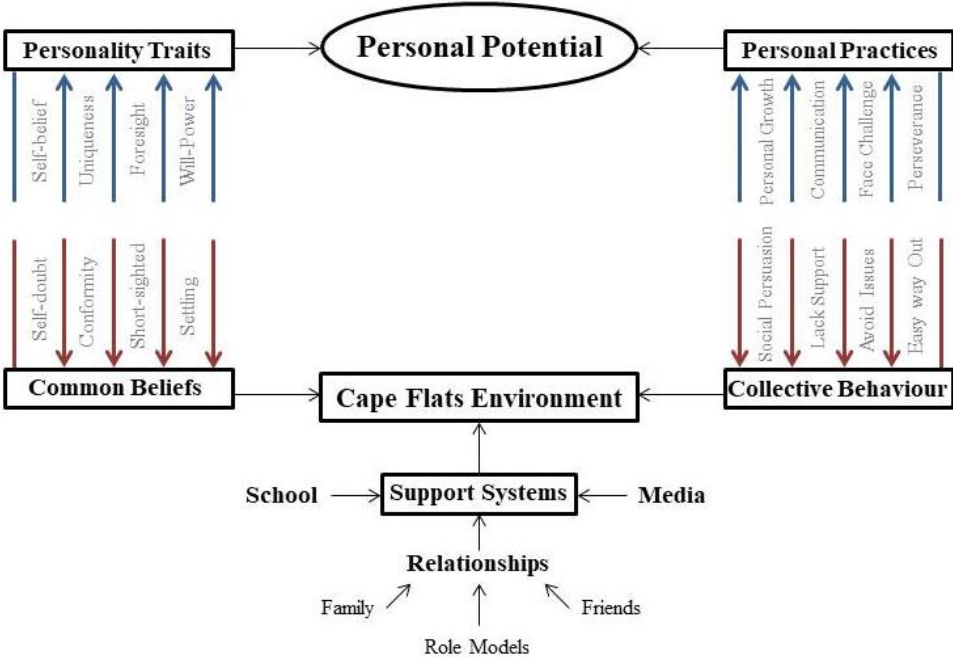 Personality Traits
Personal Potential
Personal Practices
Self-belief
Uniqueness
Foresight
Will-Power
Personal Growth
Communication
Face Challenge
Perseverance
Self-doubt
Conformity
Short-sighted
Settling
Social Persuasion
Lack Support
Avoid Issues
Easy way Out
Common Beliefs
Cape Flats Environment
Collective Behaviour
School
Support Systems
Media
Relationships
Family
Friends
Role Models